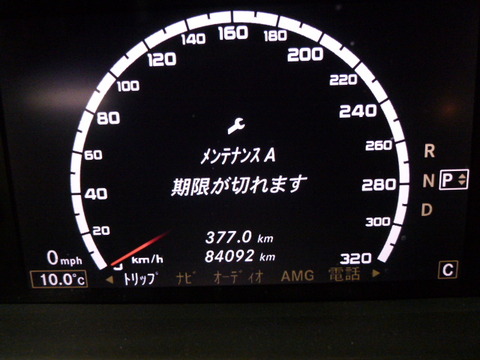 140 160 180
120 200
100 220
80 240
60 260
40 280
20 300
320
メンテナンスA
期限が切れます
377.0 km
84092 km
R
N P
D
0 mph
0 km/h
10.0℃
トリップ ナビ オーディオ AMG 電話
C